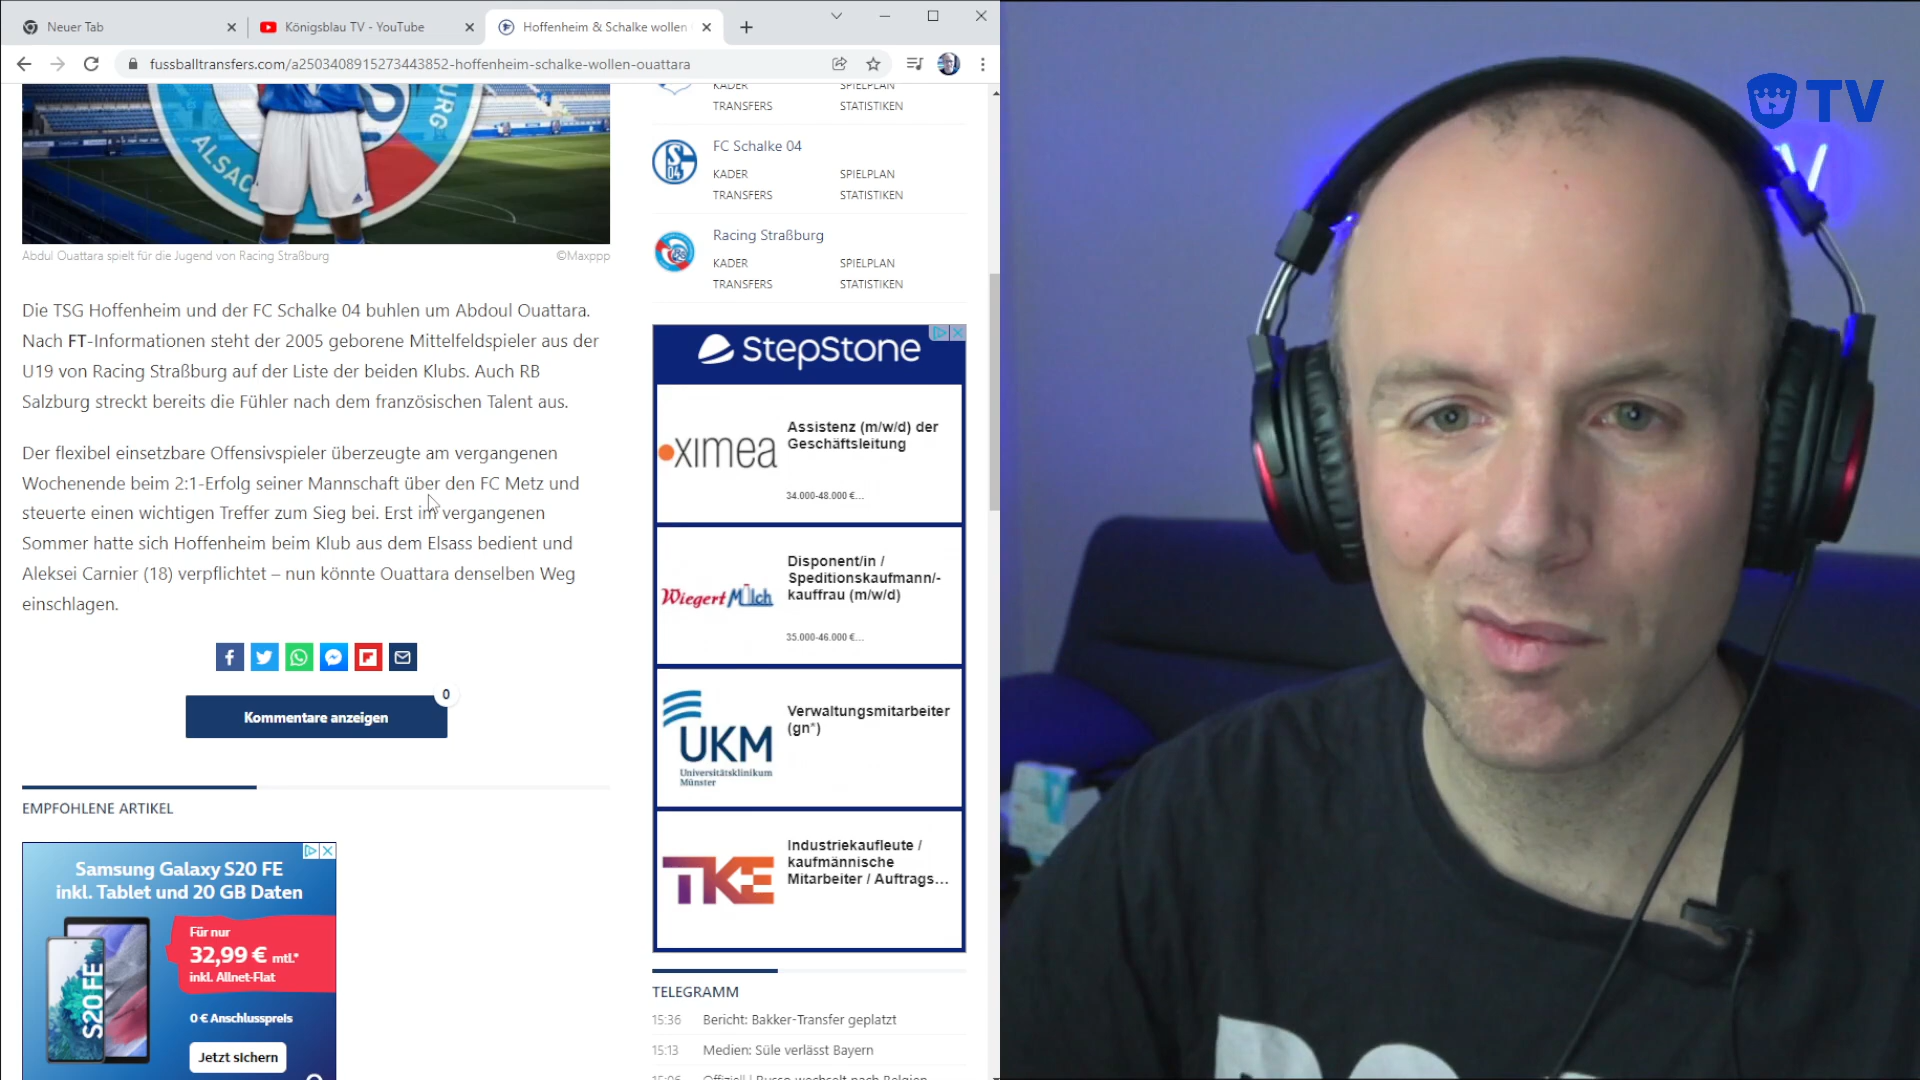 Neuer Tab
Königsblau TV - YouTube
Hoffenheim & Schalke wollen
fussballtransfers.com/a2503408915273443852-hoffenheim-schalke-wollen-ouattara
ALSAC
URG
Abdul Ouattara spielt für die Jugend von Racing Straßburg
©Maxppp
Die TSG Hoffenheim und der FC Schalke 04 buhlen um Abdoul Ouattara.
Nach FT-Informationen steht der 2005 geborene Mittelfeldspieler aus der
U19 von Racing Straßburg auf der Liste der beiden Klubs. Auch RB
Salzburg streckt bereits die Fühler nach dem französischen Talent aus.
Der flexibel einsetzbare Offensivspieler überzeugte am vergangenen
Wochenende beim 2:1-Erfolg seiner Mannschaft über den FC Metz und
steuerte einen wichtigen Treffer zum Sieg bei. Erst im vergangenen
Sommer hatte sich Hoffenheim beim Klub aus dem Elsass bedient und
Aleksei Carnier (18) verpflichtet – nun könnte Ouattara denselben Weg
einschlagen.
0
Kommentare anzeigen
EMPFOHLENE ARTIKEL
Samsung Galaxy S20 FE
inkl. Tablet und 20 GB Daten
Für nur
32,99 € mtl.*
inkl. Allnet-Flat
0 € Anschlusspreis
Jetzt sichern
S20 FE
KADER
SPIELPLAN
TRANSFERS
STATISTIKEN
S04
FC Schalke 04
KADER
SPIELPLAN
TRANSFERS
STATISTIKEN
Racing Straßburg
KADER
SPIELPLAN
TRANSFERS
STATISTIKEN
StepStone
XIMEA
Assistenz (m/w/d) der
Geschäftsleitung
34.000-48.000 €...
Wiegert Milch
Disponent/in /
Speditionskaufmann/-
kauffrau (m/w/d)
35.000-46.000 €...
UKM
Universitätsklinikum
Münster
Verwaltungsmitarbeiter
(gn*)
TKE
Industriekaufleute /
kaufmännische
Mitarbeiter / Auftrags...
TELEGRAMM
15:36 Bericht: Bakker-Transfer geplatzt
15:13 Medien: Süle verlässt Bayern
15:06 Offiziell | Russo wechselt nach Belgien
TV